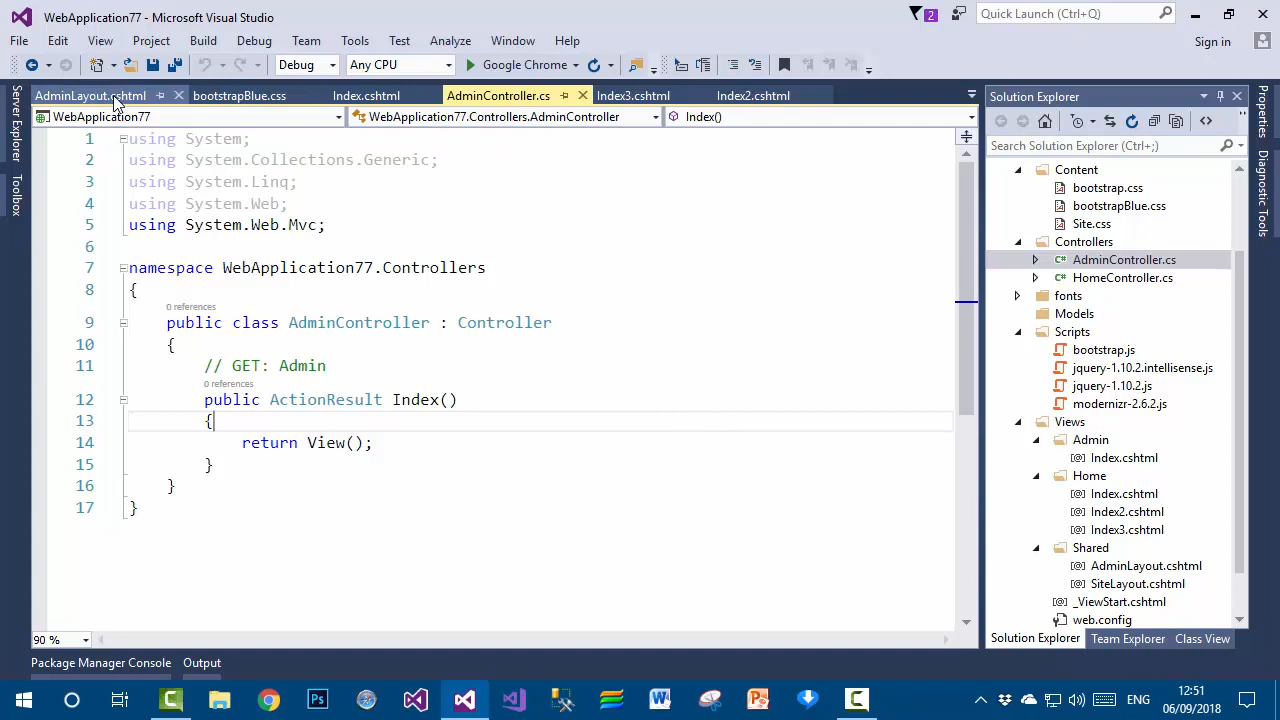 WebApplication77 - Microsoft Visual Studio
2
Quick Launch (Ctrl+Q)
File Edit View Project Build Debug Team Tools Test Analyze Window Help
Sign in
Debug Any CPU Google Chrome
Server Explorer
Toolbox
AdminLayout.cshtml bootstrapBlue.css Index.cshtml AdminController.cs Index3.cshtml Index2.cshtml
WebApplication77 WebApplication77.Controllers.AdminController Index()
1 using System;
2 using System.Collections.Generic;
3 using System.Linq;
4 using System.Web;
5 using System.Web.Mvc;
6
7 namespace WebApplication77.Controllers
8 {
0 references
9 public class AdminController : Controller
10 {
11 // GET: Admin
0 references
12 public ActionResult Index()
13 {
14 return View();
15 }
16 }
17 }
90 %
Package Manager Console Output
Solution Explorer
Search Solution Explorer (Ctrl+;)
Content
bootstrap.css
bootstrapBlue.css
Site.css
Controllers
C# AdminController.cs
C# HomeController.cs
fonts
Models
Scripts
bootstrap.js
jquery-1.10.2.intellisense.js
jquery-1.10.2.js
modernizr-2.6.2.js
Views
Admin
Index.cshtml
Home
Index.cshtml
Index2.cshtml
Index3.cshtml
Shared
AdminLayout.cshtml
SiteLayout.cshtml
_ViewStart.cshtml
web.config
Solution Explorer Team Explorer Class View
Properties
Diagnostic Tools
ENG
12:51
06/09/2018